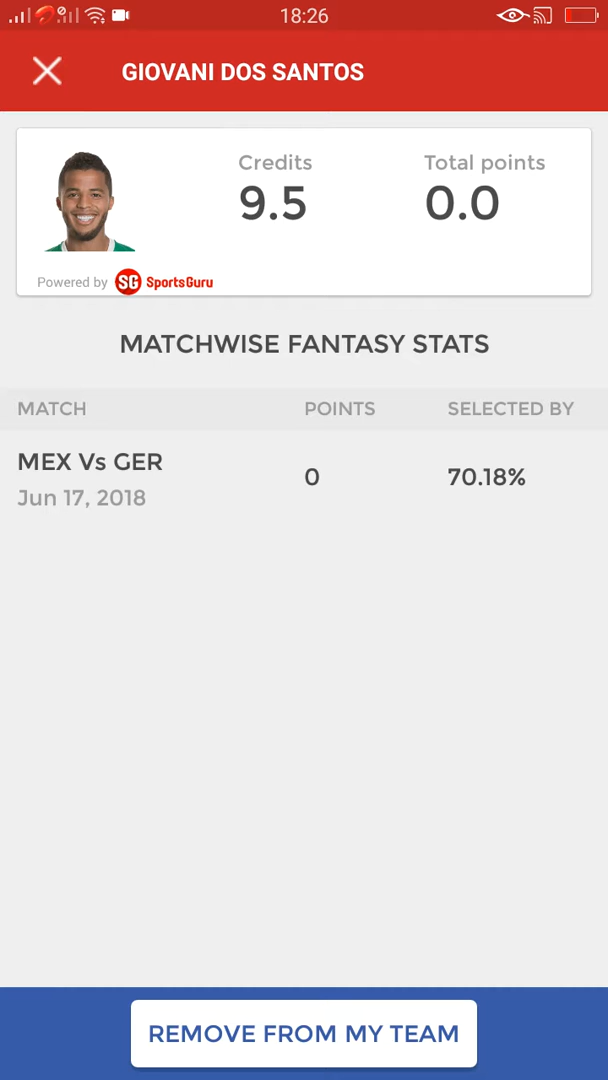 18:26
GIOVANI DOS SANTOS
Credits Total points
9.5 0.0
Powered by SG SportsGuru
MATCHWISE FANTASY STATS
MATCH POINTS SELECTED BY
MEX Vs GER 0 70.18%
Jun 17, 2018
REMOVE FROM MY TEAM